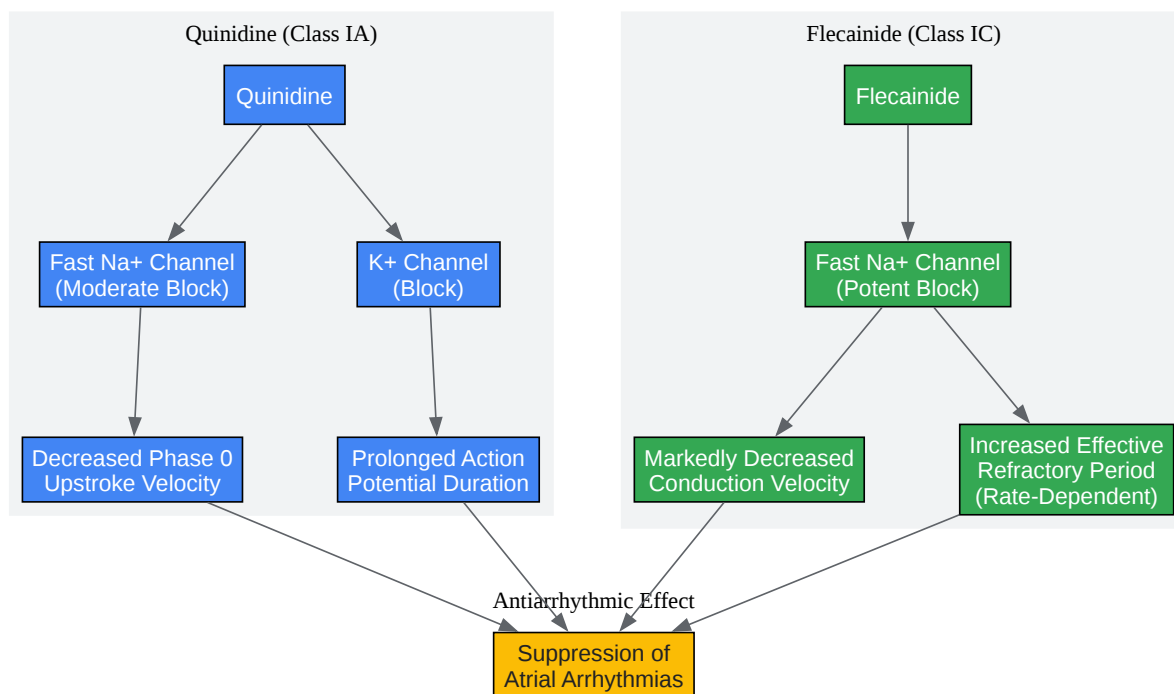 Quinidine (Class IA)
Flecainide (Class IC)
Quinidine
Flecainide
Fast Na+ Channel
(Moderate Block)
K+ Channel
(Block)
Fast Na+ Channel
(Potent Block)
Decreased Phase 0
Upstroke Velocity
Prolonged Action
Potential Duration
Markedly Decreased
Conduction Velocity
Increased Effective
Refractory Period
(Rate-Dependent)
Antiarrhythmic Effect
Suppression of
Atrial Arrhythmias